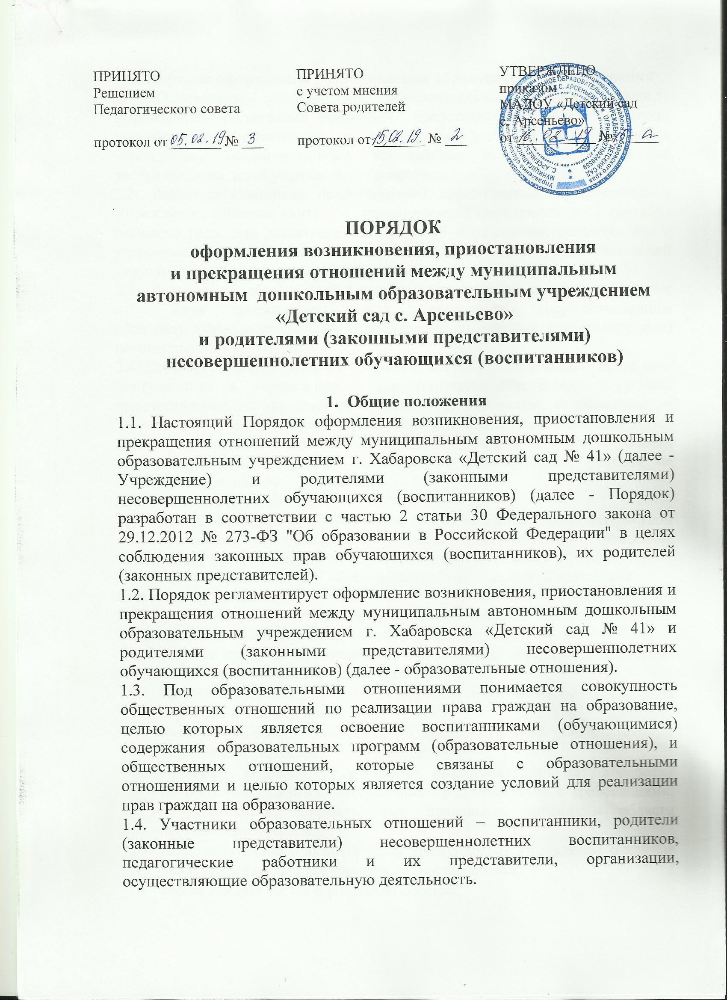 ПРИНЯТО
Решением
Педагогического совета
протокол от 05.02.19 № 3
ПРИНЯТО
с учетом мнения
Совета родителей
протокол от 15.02.19. № 2
УТВЕРЖДЕНО
приказом
МАДОУ «Детский сад
с. Арсеньево»
от 16.02.19 №
ПОРЯДОК
оформления возникновения, приостановления
и прекращения отношений между муниципальным
автономным дошкольным образовательным учреждением
«Детский сад с. Арсеньево»
и родителями (законными представителями)
несовершеннолетних обучающихся (воспитанников)
1. Общие положения
1.1. Настоящий Порядок оформления возникновения, приостановления и
прекращения отношений между муниципальным автономным дошкольным
образовательным учреждением г. Хабаровска «Детский сад № 41» (далее -
Учреждение) и родителями (законными представителями)
несовершеннолетних обучающихся (воспитанников) (далее - Порядок)
разработан в соответствии с частью 2 статьи 30 Федерального закона от
29.12.2012 № 273-ФЗ "Об образовании в Российской Федерации" в целях
соблюдения законных прав обучающихся (воспитанников), их родителей
(законных представителей).
1.2. Порядок регламентирует оформление возникновения, приостановления и
прекращения отношений между муниципальным автономным дошкольным
образовательным учреждением г. Хабаровска «Детский сад № 41» и
родителями (законными представителями) несовершеннолетних
обучающихся (воспитанников) (далее - образовательные отношения).
1.3. Под образовательными отношениями понимается совокупность
общественных отношений по реализации права граждан на образование,
целью которых является освоение воспитанниками (обучающимися)
содержания образовательных программ (образовательные отношения), и
общественных отношений, которые связаны с образовательными
отношениями и целью которых является создание условий для реализации
прав граждан на образование.
1.4. Участники образовательных отношений – воспитанники, родители
(законные представители) несовершеннолетних воспитанников,
педагогические работники и их представители, организации,
осуществляющие образовательную деятельность.